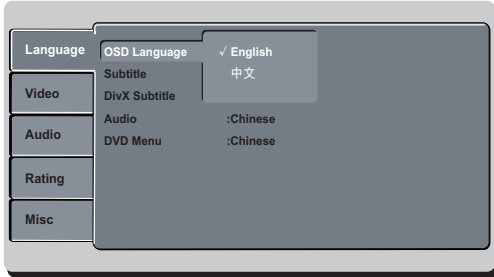 Language
Video
Audio
Rating
Misc
OSD Language √ English
Subtitle 中文
DivX Subtitle
Audio :Chinese
DVD Menu :Chinese